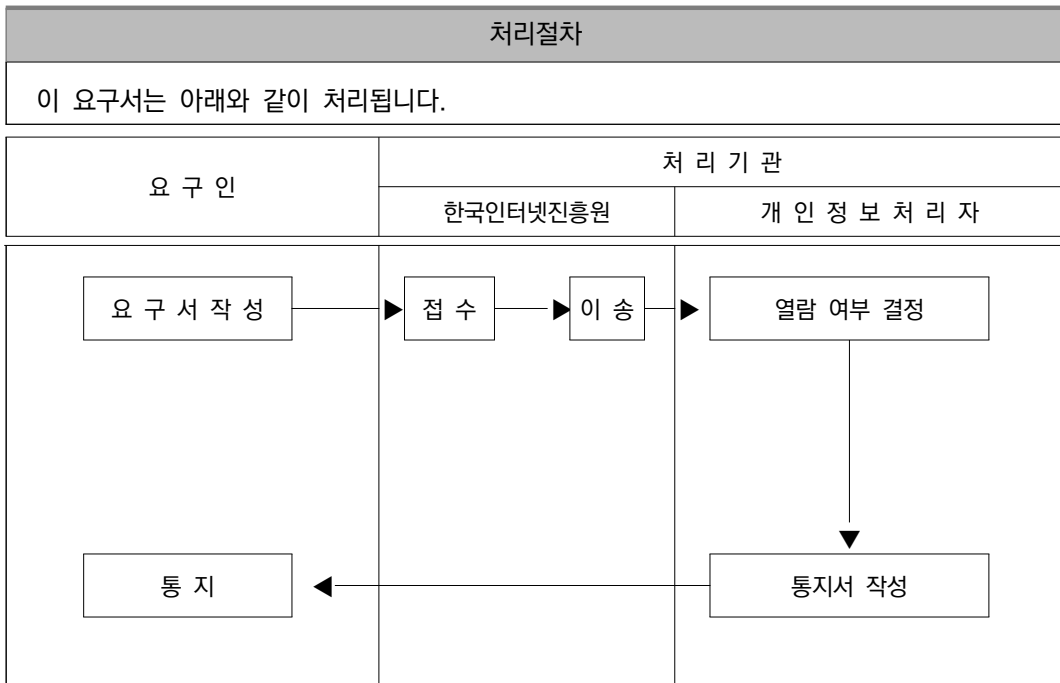 처리절차
이 요구서는 아래와 같이 처리됩니다.
요 구 인
처 리 기 관
한국인터넷진흥원
개 인 정 보 처 리 자
요 구 서 작 성
접 수
이 송
열람 여부 결정
통 지
통지서 작성